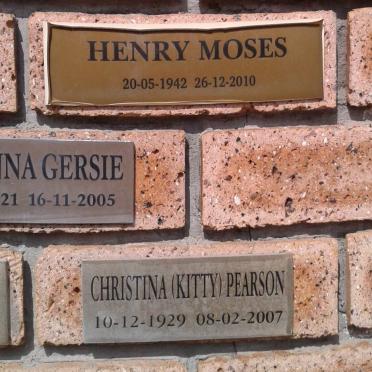 HENRY MOSES
20-05-1942 26-12-2010
NNA GERSIE
21 16-11-2005
CHRISTINA (KITTY) PEARSON
10-12-1929 08-02-2007